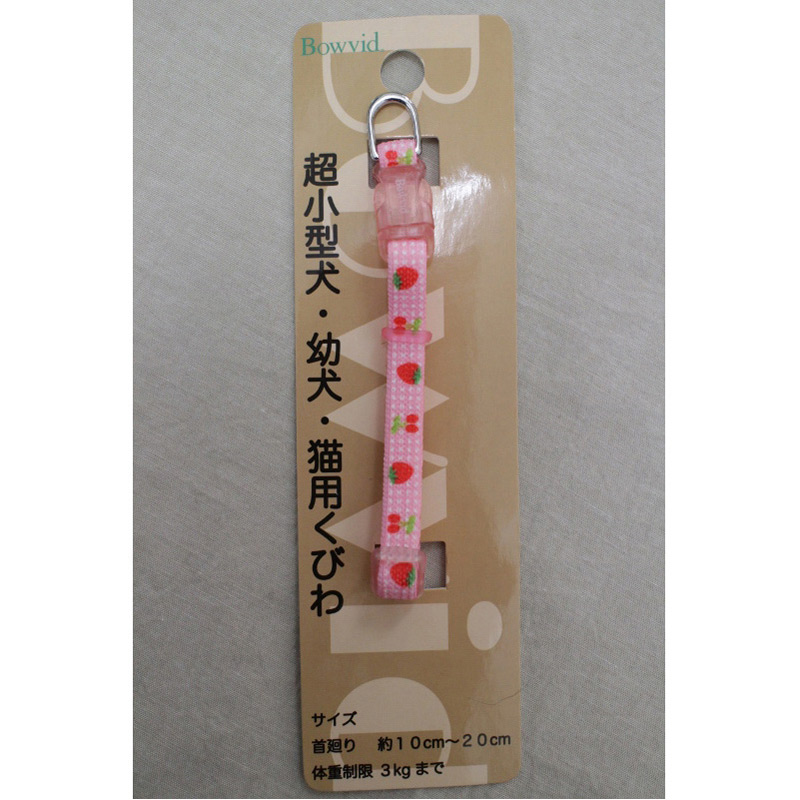 Bowvid
超小型犬・幼犬・猫用くびわ
サイズ
首廻り 約10cm〜20cm
体重制限 3kgまで